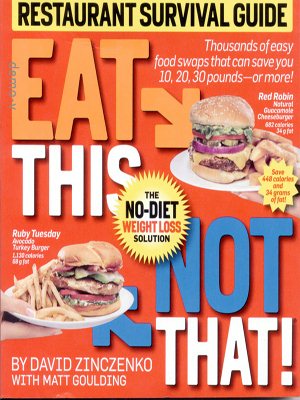 RESTAURANT SURVIVAL GUIDE
Thousands of easy
food swaps that can save you
10, 20, 30 pounds—or more!
EAT
Red Robin
Natural
Guacamole
Cheeseburger
682 calories
34 g fat
THIS
Save
448 calories
and 34
grams of
fat!
THE
NO-DIET
WEIGHT LOSS
SOLUTION
Ruby Tuesday
Avocado
Turkey Burger
1,130 calories
68 g fat
NOT
THAT!
BY DAVID ZINCZENKO
WITH MATT GOULDING